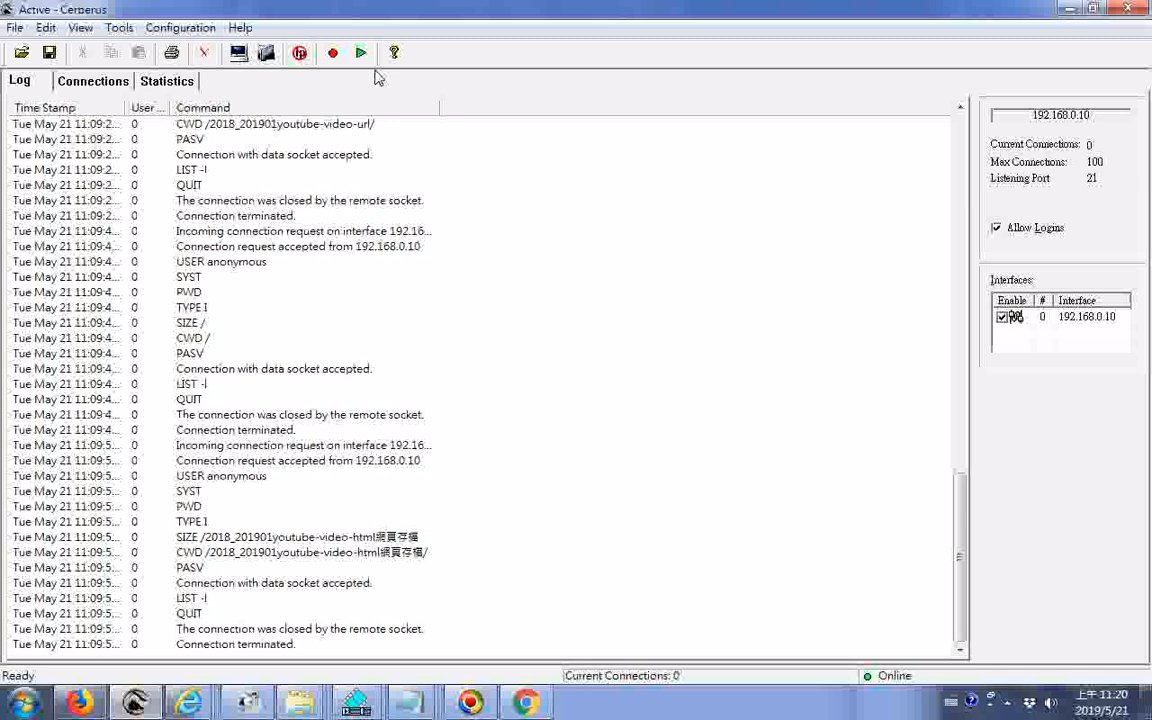 Active - Cerberus
File Edit View Tools Configuration Help
Log Connections Statistics
Time Stamp User ... Command
Tue May 21 11:09:2... 0 CWD /2018_201901youtube-video-url/
Tue May 21 11:09:2... 0 PASV
Tue May 21 11:09:2... 0 Connection with data socket accepted.
Tue May 21 11:09:2... 0 LIST -l
Tue May 21 11:09:2... 0 QUIT
Tue May 21 11:09:2... 0 The connection was closed by the remote socket.
Tue May 21 11:09:2... 0 Connection terminated.
Tue May 21 11:09:4... 0 Incoming connection request on interface 192.16...
Tue May 21 11:09:4... 0 Connection request accepted from 192.168.0.10
Tue May 21 11:09:4... 0 USER anonymous
Tue May 21 11:09:4... 0 SYST
Tue May 21 11:09:4... 0 PWD
Tue May 21 11:09:4... 0 TYPE I
Tue May 21 11:09:4... 0 SIZE /
Tue May 21 11:09:4... 0 CWD /
Tue May 21 11:09:4... 0 PASV
Tue May 21 11:09:4... 0 Connection with data socket accepted.
Tue May 21 11:09:4... 0 LIST -l
Tue May 21 11:09:4... 0 QUIT
Tue May 21 11:09:4... 0 The connection was closed by the remote socket.
Tue May 21 11:09:4... 0 Connection terminated.
Tue May 21 11:09:5... 0 Incoming connection request on interface 192.16...
Tue May 21 11:09:5... 0 Connection request accepted from 192.168.0.10
Tue May 21 11:09:5... 0 USER anonymous
Tue May 21 11:09:5... 0 SYST
Tue May 21 11:09:5... 0 PWD
Tue May 21 11:09:5... 0 TYPE I
Tue May 21 11:09:5... 0 SIZE /2018_201901youtube-video-html網頁存檔
Tue May 21 11:09:5... 0 CWD /2018_201901youtube-video-html網頁存檔/
Tue May 21 11:09:5... 0 PASV
Tue May 21 11:09:5... 0 Connection with data socket accepted.
Tue May 21 11:09:5... 0 LIST -l
Tue May 21 11:09:5... 0 QUIT
Tue May 21 11:09:5... 0 The connection was closed by the remote socket.
Tue May 21 11:09:5... 0 Connection terminated.
192.168.0.10
Current Connections: 0
Max Connections: 100
Listening Port 21
Allow Logins
Interfaces:
Enable # Interface
0 192.168.0.10
Ready Current Connections: 0 Online
上午 11:20
2019/5/21